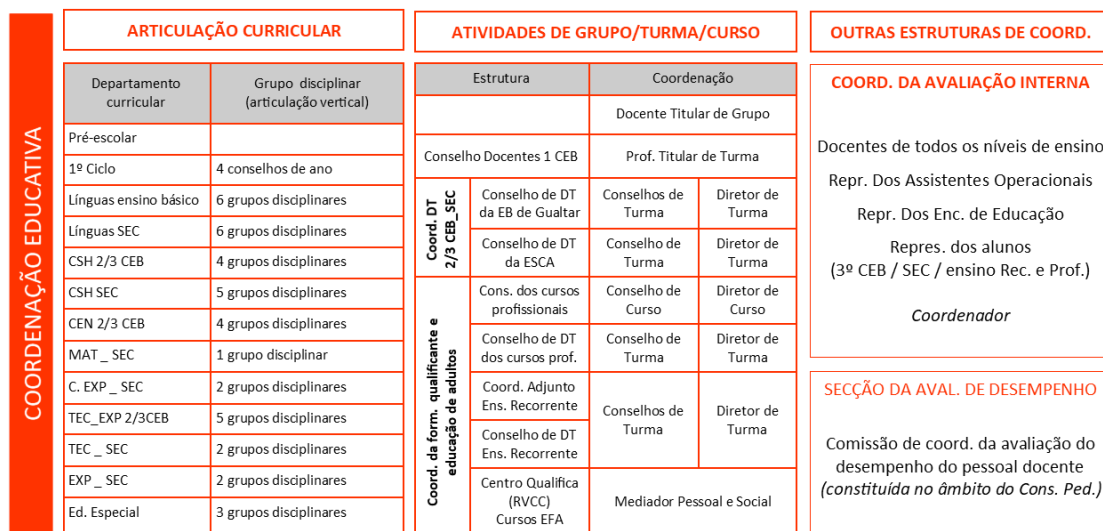 COORDENAÇÃO EDUCATIVA
ARTICULAÇÃO CURRICULAR
Departamento
curricular
Grupo disciplinar
(articulação vertical)
Pré-escolar
1º Ciclo
4 conselhos de ano
Línguas ensino básico
6 grupos disciplinares
Línguas SEC
6 grupos disciplinares
CSH 2/3 CEB
4 grupos disciplinares
CSH SEC
5 grupos disciplinares
CEN 2/3 CEB
4 grupos disciplinares
MAT _ SEC
1 grupo disciplinar
C. EXP _ SEC
2 grupos disciplinares
TEC_EXP 2/3CEB
5 grupos disciplinares
TEC _ SEC
2 grupos disciplinares
EXP _ SEC
2 grupos disciplinares
Ed. Especial
3 grupos disciplinares
ATIVIDADES DE GRUPO/TURMA/CURSO
Estrutura
Coordenação
Docente Titular de Grupo
Conselho Docentes 1 CEB
Prof. Titular de Turma
Coord. DT
2/3 CEB_SEC
Conselho de DT
da EB de Gualtar
Conselhos de
Turma
Diretor de
Turma
Conselho de DT
da ESCA
Conselho de
Turma
Diretor de
Turma
Coord. da form. qualificante e
educação de adultos
Cons. dos cursos
profissionais
Conselho de
Curso
Diretor de
Curso
Conselho de DT
dos cursos prof.
Conselho de
Turma
Diretor de
Turma
Coord. Adjunto
Ens. Recorrente
Conselhos de
Turma
Diretor de
Turma
Conselho de DT
Ens. Recorrente
Centro Qualifica
(RVCC)
Cursos EFA
Mediador Pessoal e Social
OUTRAS ESTRUTURAS DE COORD.
COORD. DA AVALIAÇÃO INTERNA
Docentes de todos os níveis de ensino
Repr. Dos Assistentes Operacionais
Repr. Dos Enc. de Educação
Repres. dos alunos
(3º CEB / SEC / ensino Rec. e Prof.)
Coordenador
SECÇÃO DA AVAL. DE DESEMPENHO
Comissão de coord. da avaliação do
desempenho do pessoal docente
(constituída no âmbito do Cons. Ped.)